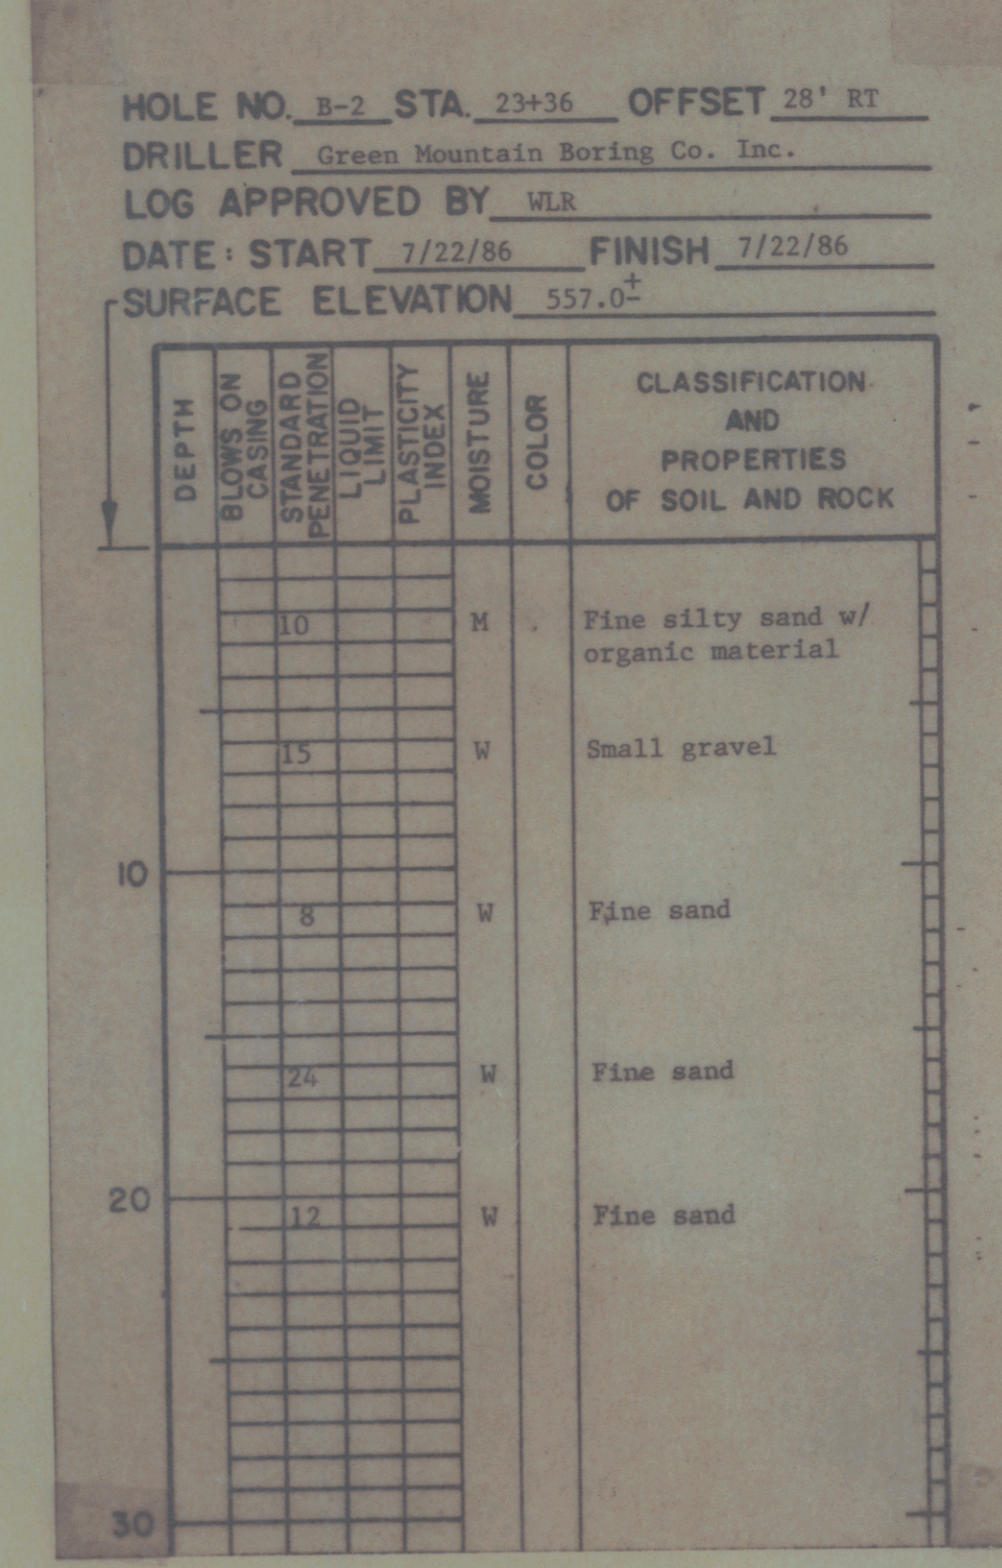 HOLE NO. B-2 STA. 23+36 OFFSET 28' RT
DRILLER Green Mountain Boring Co. Inc.
LOG APPROVED BY WLR
DATE: START 7/22/86 FINISH 7/22/86
SURFACE ELEVATION 557.0±
DEPTH
BLOWS ON CASING
STANDARD PENETRATION
LIQUID LIMIT
PLASTICITY INDEX
MOISTURE
COLOR
CLASSIFICATION
AND
PROPERTIES
OF SOIL AND ROCK
10 M Fine silty sand w/
organic material
15 W Small gravel
10
8 W Fine sand
24 W Fine sand
20
12 W Fine sand
30